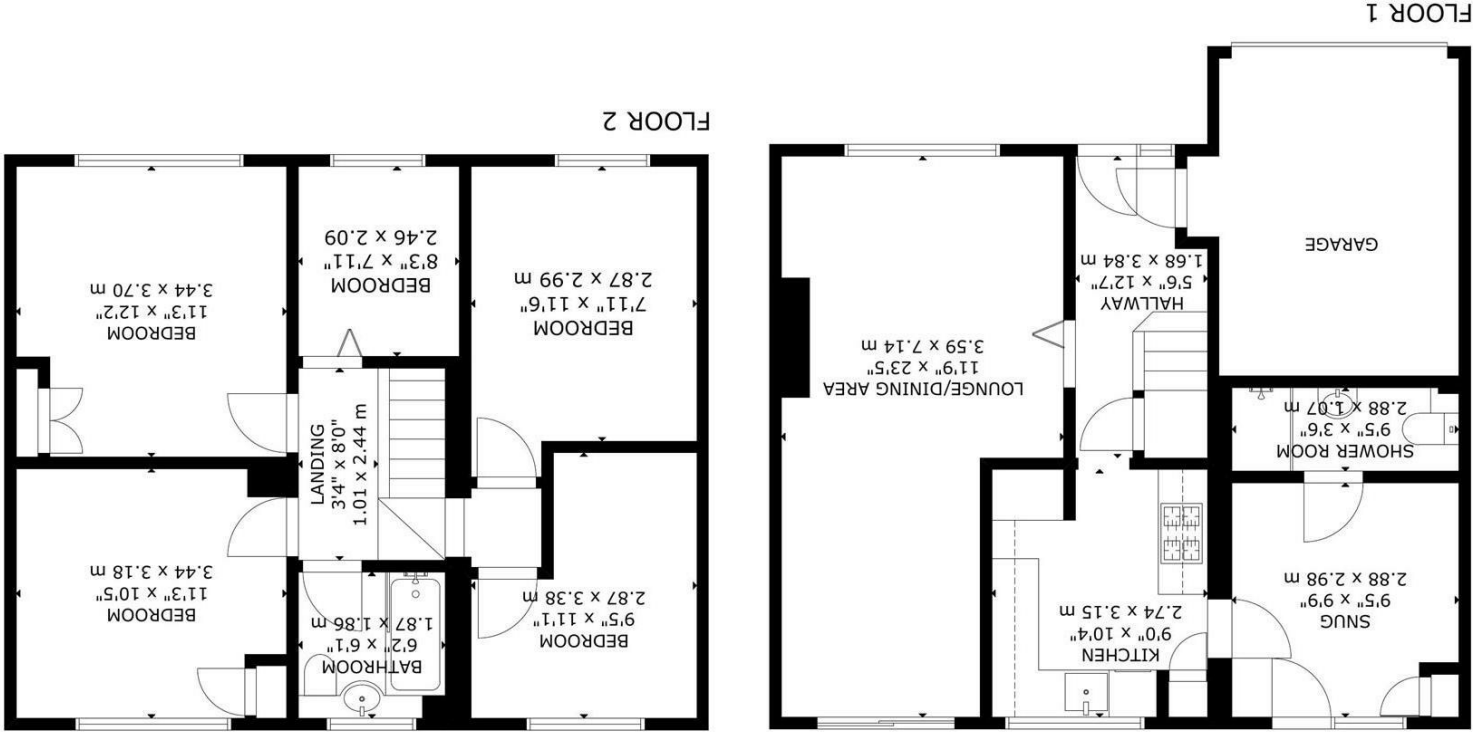 FLOOR 1
GARAGE
HALLWAY
5'6" x 12'7"
1.68 x 3.84 m
LOUNGE/DINING AREA
11'9" x 23'5"
3.59 x 7.14 m
SHOWER ROOM
9'5" x 3'6"
2.88 x 1.07 m
SNUG
9'5" x 9'9"
2.88 x 2.98 m
KITCHEN
9'0" x 10'4"
2.74 x 3.15 m
FLOOR 2
BEDROOM
7'11" x 11'6"
2.87 x 2.99 m
BEDROOM
8'3" x 7'11"
2.46 x 2.09
BEDROOM
11'3" x 12'2"
3.44 x 3.70 m
LANDING
3'4" x 8'0"
1.01 x 2.44 m
BEDROOM
9'5" x 11'1
2.87 x 3.38 m
BATHROOM
6'2" x 6'1"
1.87 x 1.86 m
BEDROOM
11'3" x 10'5"
3.44 x 3.18 m